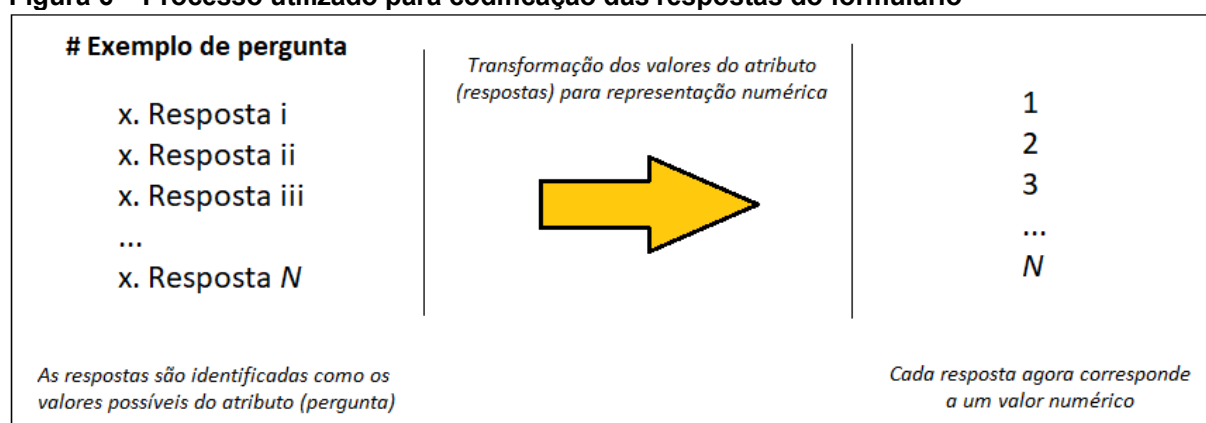 # Exemplo de pergunta
x. Resposta i
x. Resposta ii
x. Resposta iii
...
x. Resposta N
As respostas são identificadas como os
valores possíveis do atributo (pergunta)
Transformação dos valores do atributo
(respostas) para representação numérica
1
2
3
...
N
Cada resposta agora corresponde
a um valor numérico